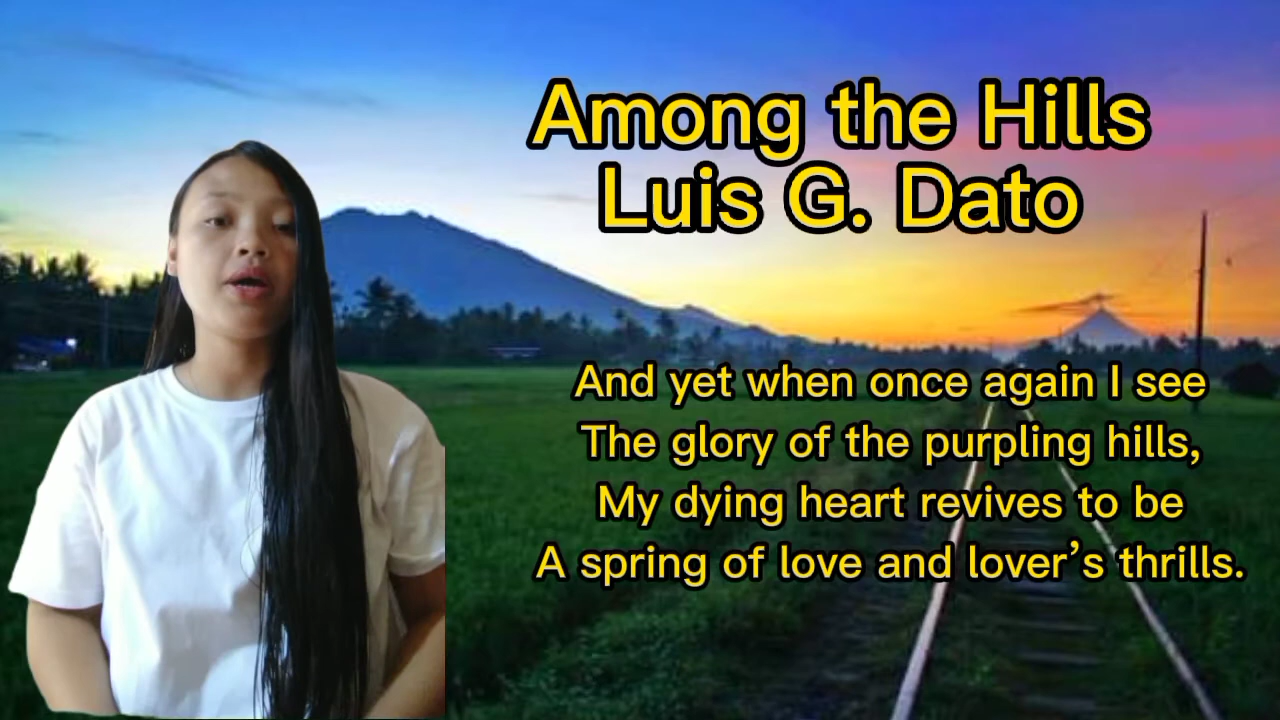 Among the Hills
Luis G. Dato
And yet when once again I see
The glory of the purpling hills,
My dying heart revives to be
A spring of love and lover’s thrills.